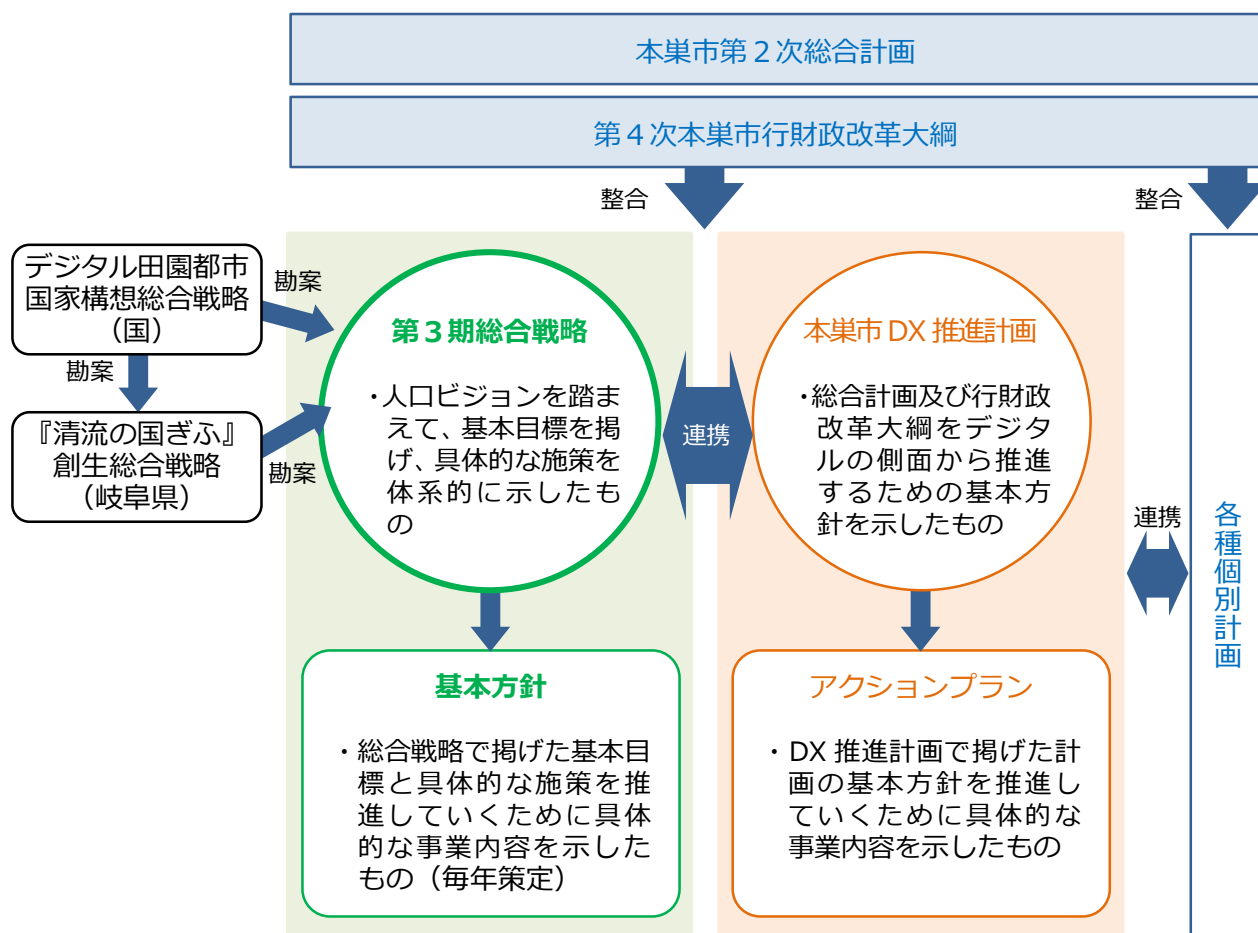 本巣市第２次総合計画
第４次本巣市行財政改革大綱
整合
整合
デジタル田園都市
国家構想総合戦略
（国）
勘案
勘案
『清流の国ぎふ』
創生総合戦略
（岐阜県）
勘案
第３期総合戦略
・人口ビジョンを踏ま
えて、基本目標を掲
げ、具体的な施策を
体系的に示したも
の
連携
本巣市 DX 推進計画
・総合計画及び行財政
改革大綱をデジタ
ルの側面から推進
するための基本方
針を示したもの
連携
各種個別計画
基本方針
・総合戦略で掲げた基本目
標と具体的な施策を推
進していくために具体
的な事業内容を示した
もの（毎年策定）
アクションプラン
・DX 推進計画で掲げた計
画の基本方針を推進し
ていくために具体的な
事業内容を示したもの